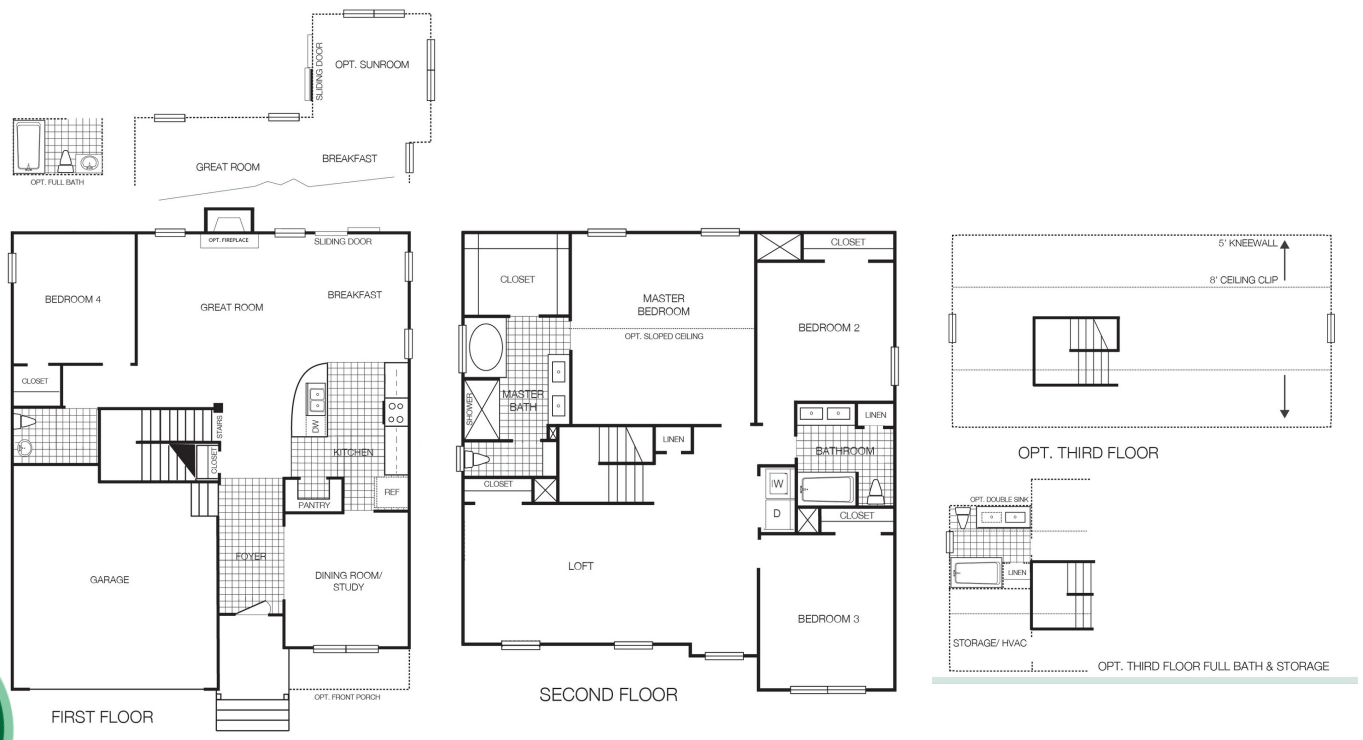 SLIDING DOOR
OPT. SUNROOM
GREAT ROOM
BREAKFAST
OPT. FULL BATH
OPT. FIREPLACE
SLIDING DOOR
BEDROOM 4
GREAT ROOM
BREAKFAST
CLOSET
STAIRS
DW
CLOSET
KITCHEN
REF
PANTRY
FOYER
GARAGE
DINING ROOM/
STUDY
OPT. FRONT PORCH
FIRST FLOOR
CLOSET
CLOSET
MASTER
BEDROOM
OPT. SLOPED CEILING
BEDROOM 2
SHOWER
MASTER
BATH
LINEN
LINEN
BATHROOM
CLOSET
W
D
CLOSET
LOFT
BEDROOM 3
SECOND FLOOR
5' KNEEWALL
8' CEILING CLIP
OPT. THIRD FLOOR
OPT. DOUBLE SINK
LINEN
STORAGE/ HVAC
OPT. THIRD FLOOR FULL BATH & STORAGE